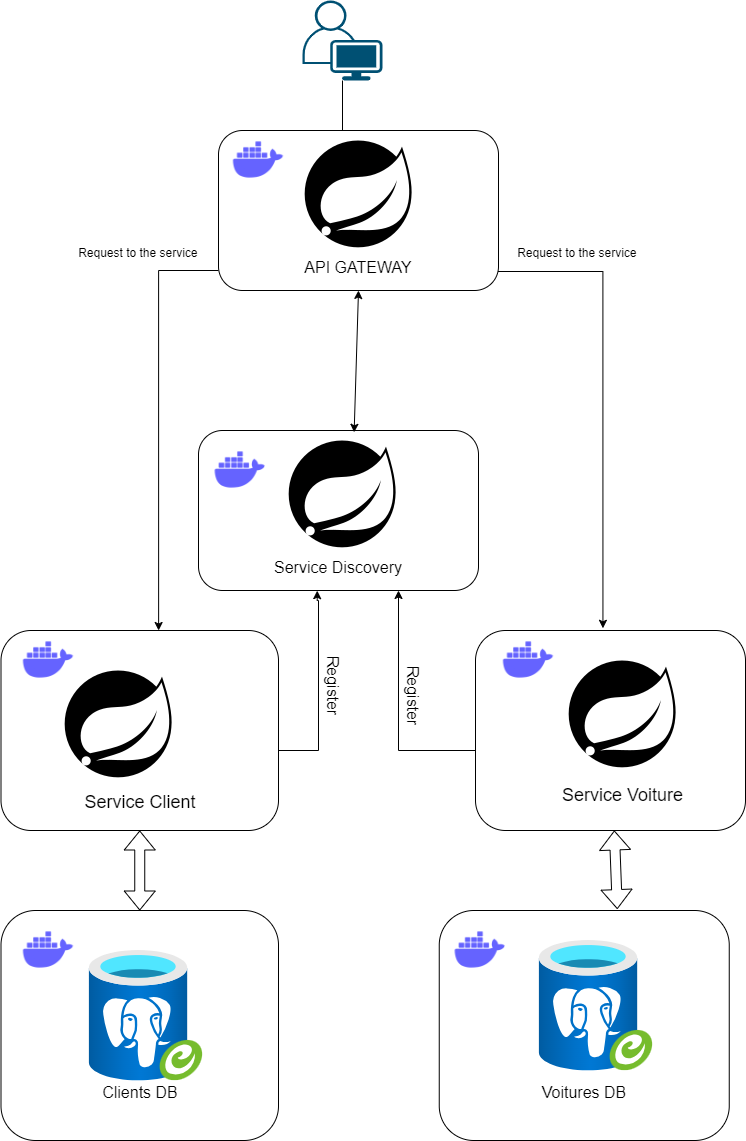 API GATEWAY
Request to the service
Request to the service
Service Discovery
Register
Register
Service Client
Service Voiture
Clients DB
Voitures DB